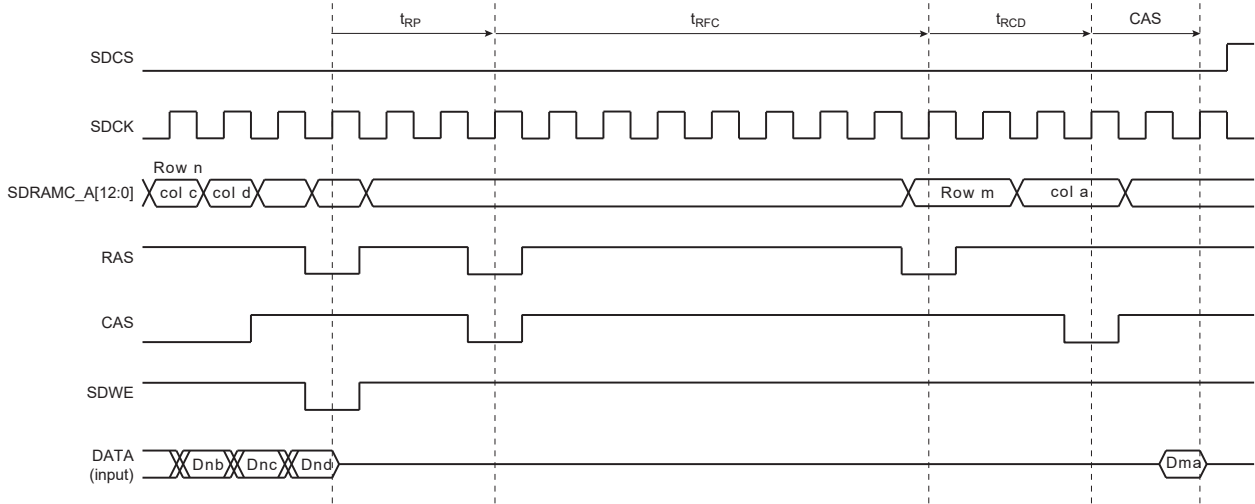 tRP tRFC tRCD CAS
SDCS
SDCK
Row n
SDRAMC_A[12:0] col c col d Row m col a
RAS
CAS
SDWE
DATA
(input) Dnb Dnc Dnd Dma